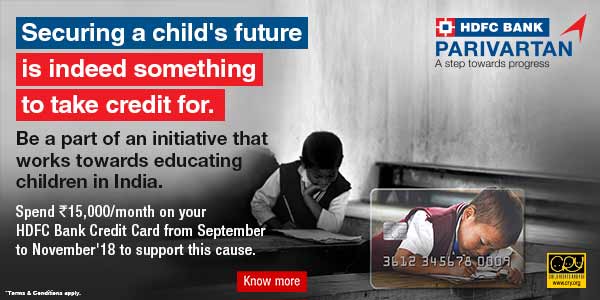 Securing a child's future
is indeed something
to take credit for.
Be a part of an initiative that
works towards educating
children in India.
Spend ₹15,000/month on your
HDFC Bank Credit Card from September
to November'18 to support this cause.
Know more
*Terms & Conditions apply.
HDFC BANK
PARIVARTAN
A step towards progress
3612 345678 0009
CRY
www.cry.org